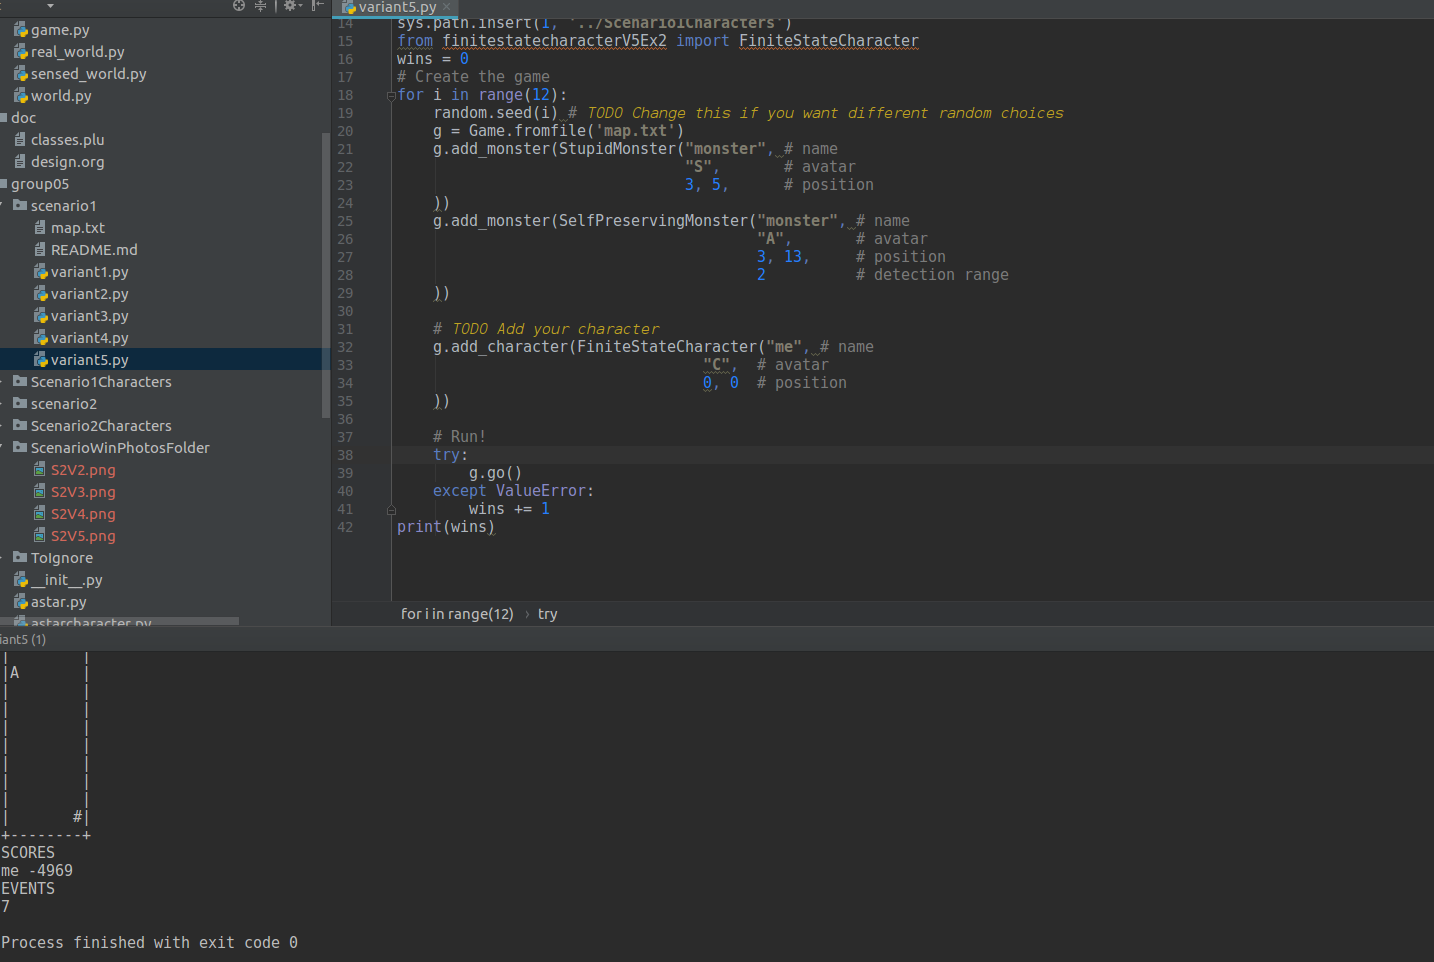 variant5.py
game.py
real_world.py
sensed_world.py
world.py
doc
classes.plu
design.org
group05
scenario1
map.txt
README.md
variant1.py
variant2.py
variant3.py
variant4.py
variant5.py
Scenario1Characters
scenario2
Scenario2Characters
ScenarioWinPhotosFolder
S2V2.png
S2V3.png
S2V4.png
S2V5.png
ToIgnore
__init__.py
astar.py
astarcharacter.py
14 sys.path.insert(1, '../Scenario1Characters')
15 from finitestatecharacterV5Ex2 import FiniteStateCharacter
16 wins = 0
17 # Create the game
18 for i in range(12):
19 random.seed(i) # TODO Change this if you want different random choices
20 g = Game.fromfile('map.txt')
21 g.add_monster(StupidMonster("monster", # name
22 "S", # avatar
23 3, 5, # position
24 ))
25 g.add_monster(SelfPreservingMonster("monster", # name
26 "A", # avatar
27 3, 13, # position
28 2 # detection range
29 ))
30
31 # TODO Add your character
32 g.add_character(FiniteStateCharacter("me", # name
33 "C", # avatar
34 0, 0 # position
35 ))
36
37 # Run!
38 try:
39 g.go()
40 except ValueError:
41 wins += 1
42 print(wins)
for i in range(12) › try
iant5 (1)
| |
|A |
| |
| |
| |
| |
| |
| |
| |
| #|
+--------+
SCORES
me -4969
EVENTS
7
Process finished with exit code 0